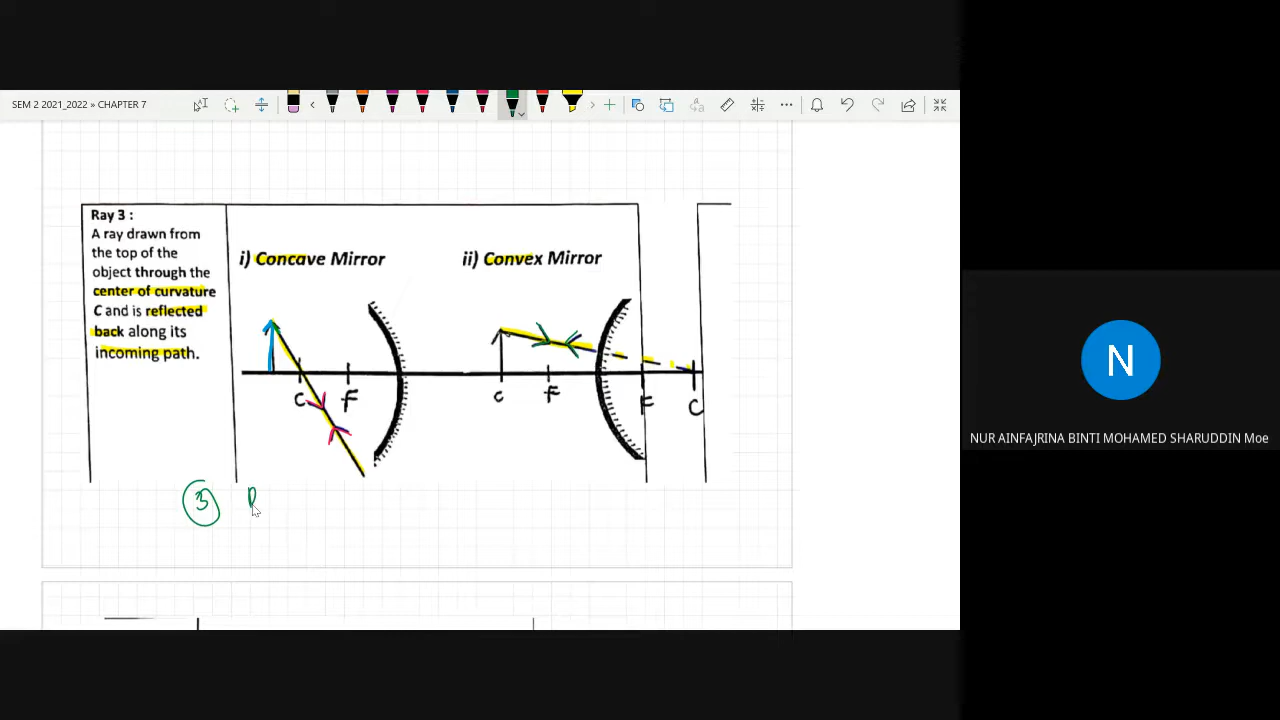 SEM 2 2021_2022 » CHAPTER 7
Ray 3 :
A ray drawn from
the top of the
object through the
center of curvature
C and is reflected
back along its
incoming path.
i) Concave Mirror
ii) Convex Mirror
C F
C F F C
3
N
NUR AINFAJRINA BINTI MOHAMED SHARUDDIN Moe